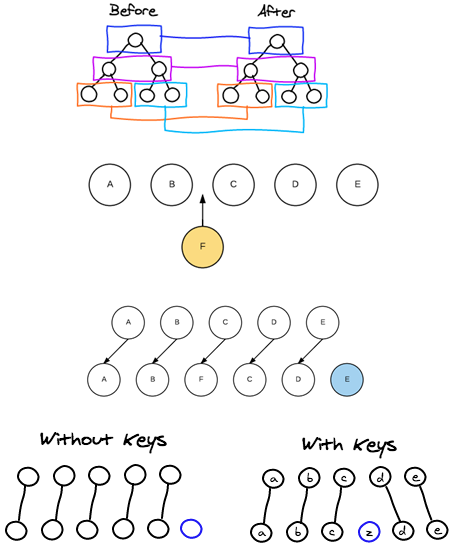 Before After
A B C D E
F
A B C D E
A B F C D E
Without Keys With Keys
a b c d e
a b c z d e